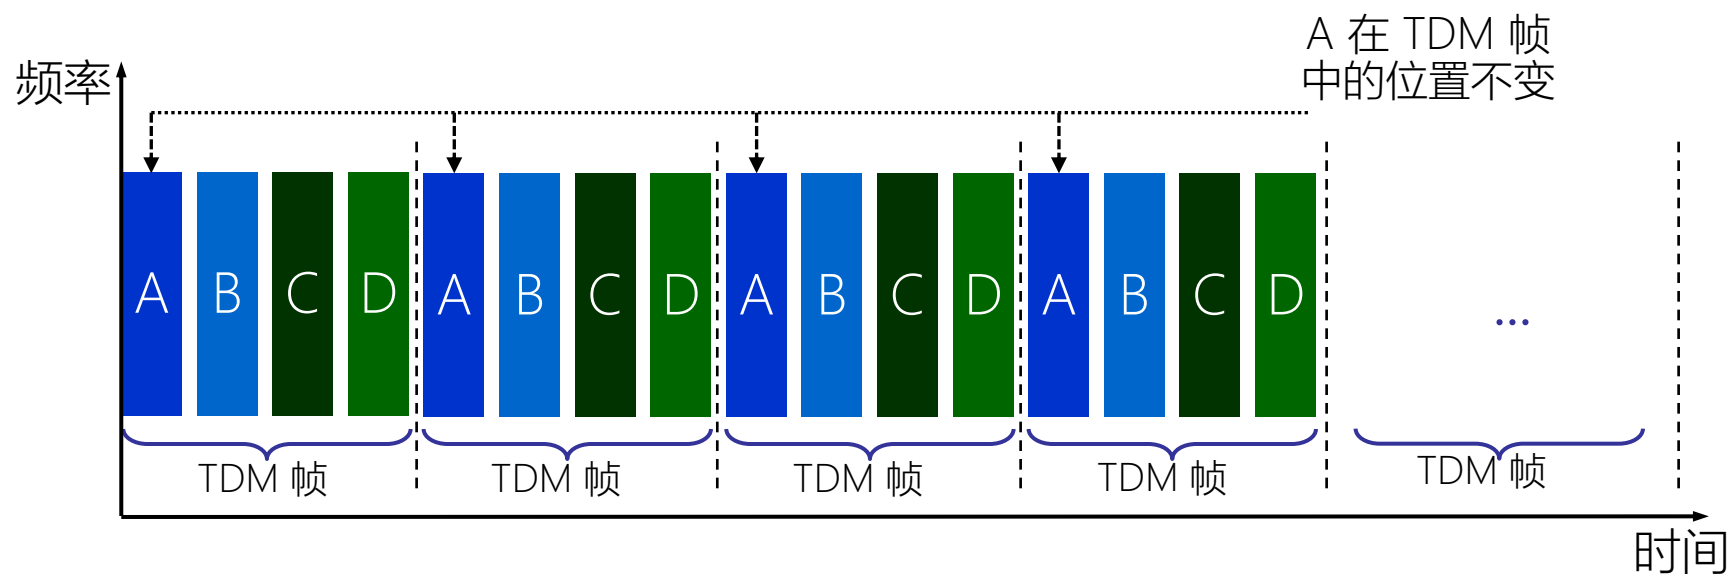 A 在 TDM 帧
中的位置不变
频率
A B C D A B C D A B C D A B C D
…
TDM 帧 TDM 帧 TDM 帧 TDM 帧 TDM 帧
时间